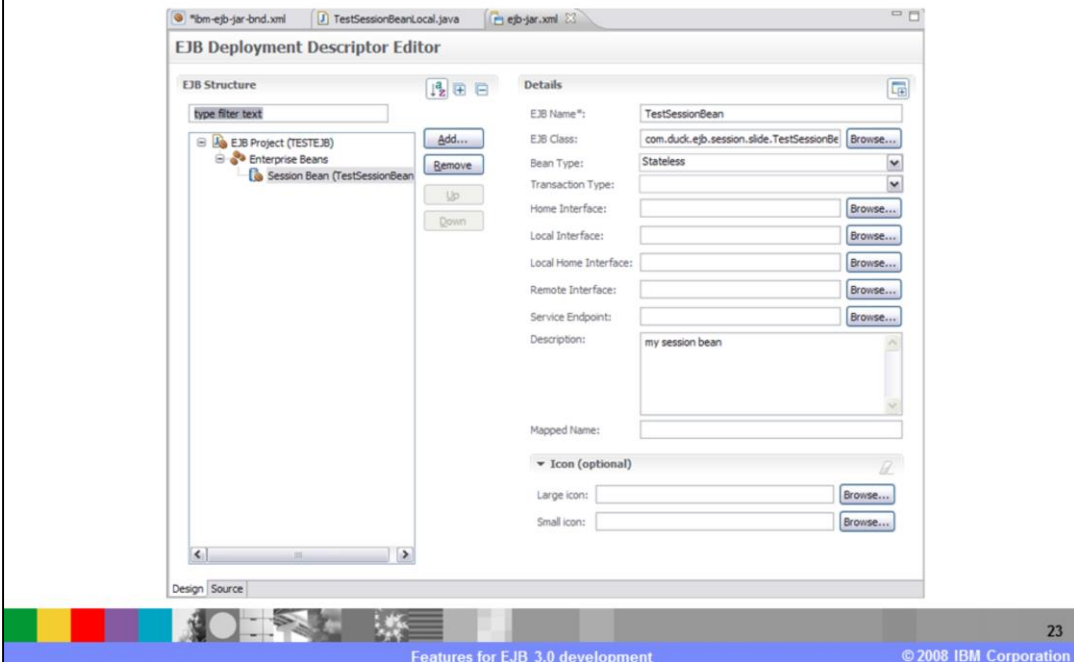 *ibm-ejb-jar-bnd.xml TestSessionBeanLocal.java ejb-jar.xml
EJB Deployment Descriptor Editor
EJB Structure
type filter text
EJB Project (TESTEJB)
Enterprise Beans
Session Bean (TestSessionBean
Add...
Remove
Up
Down
Details
EJB Name*: TestSessionBean
EJB Class: com.duck.ejb.session.slide.TestSessionBe Browse...
Bean Type: Stateless
Transaction Type:
Home Interface: Browse...
Local Interface: Browse...
Local Home Interface: Browse...
Remote Interface: Browse...
Service Endpoint: Browse...
Description: my session bean
Mapped Name:
Icon (optional)
Large icon: Browse...
Small icon: Browse...
Design Source
23
Features for EJB 3.0 development © 2008 IBM Corporation